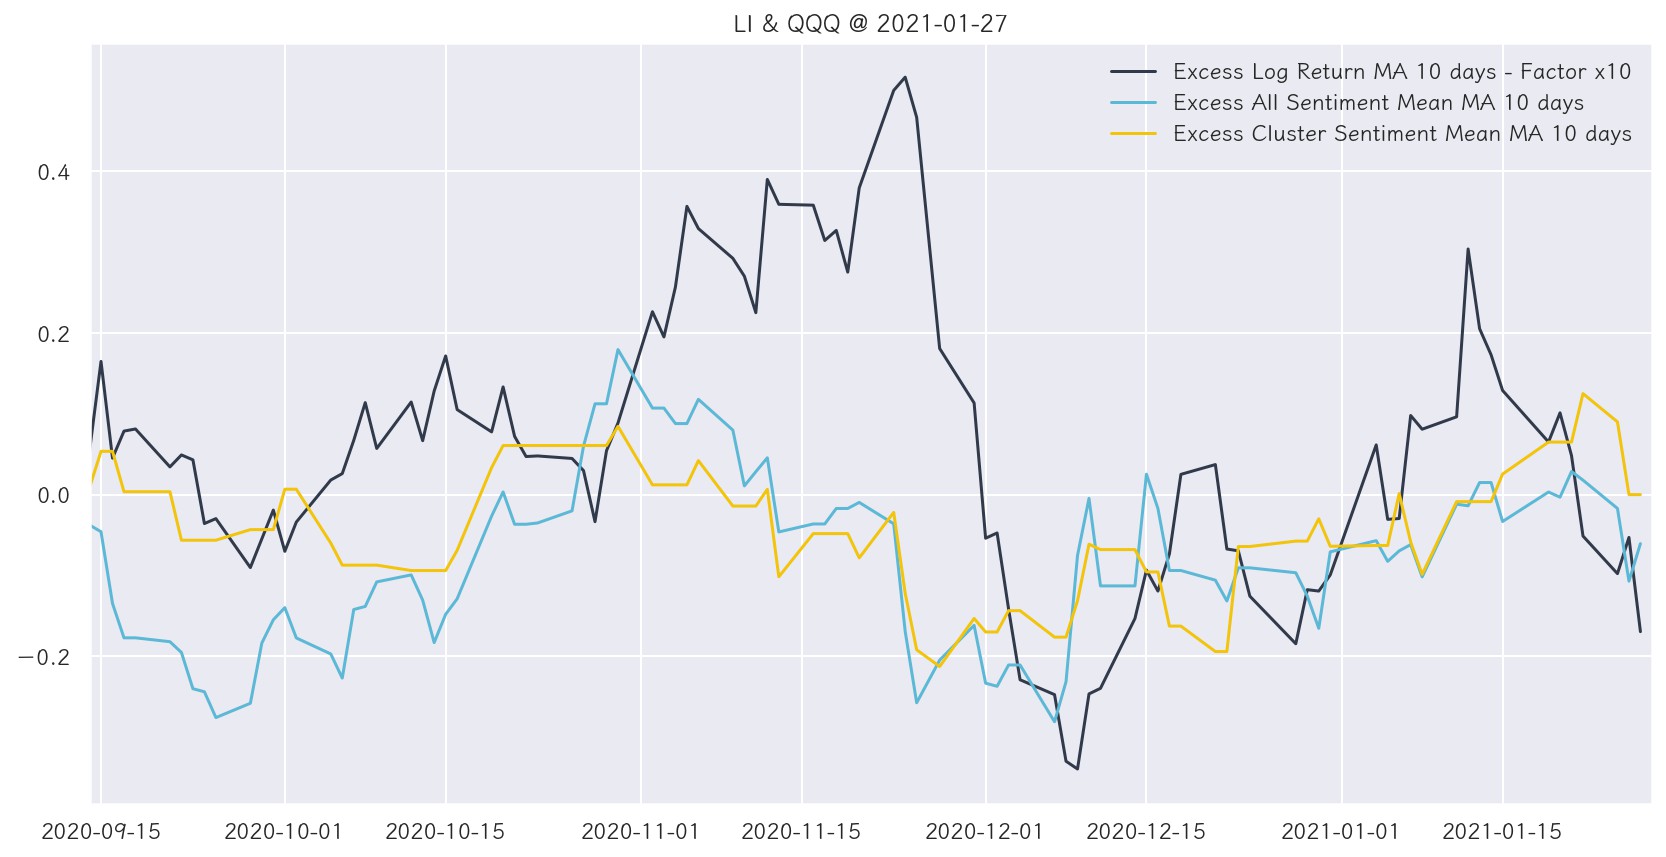 LI & QQQ @ 2021-01-27
Excess Log Return MA 10 days - Factor x10
Excess All Sentiment Mean MA 10 days
Excess Cluster Sentiment Mean MA 10 days
0.4
0.2
0.0
−0.2
2020-09-15 2020-10-01 2020-10-15 2020-11-01 2020-11-15 2020-12-01 2020-12-15 2021-01-01 2021-01-15